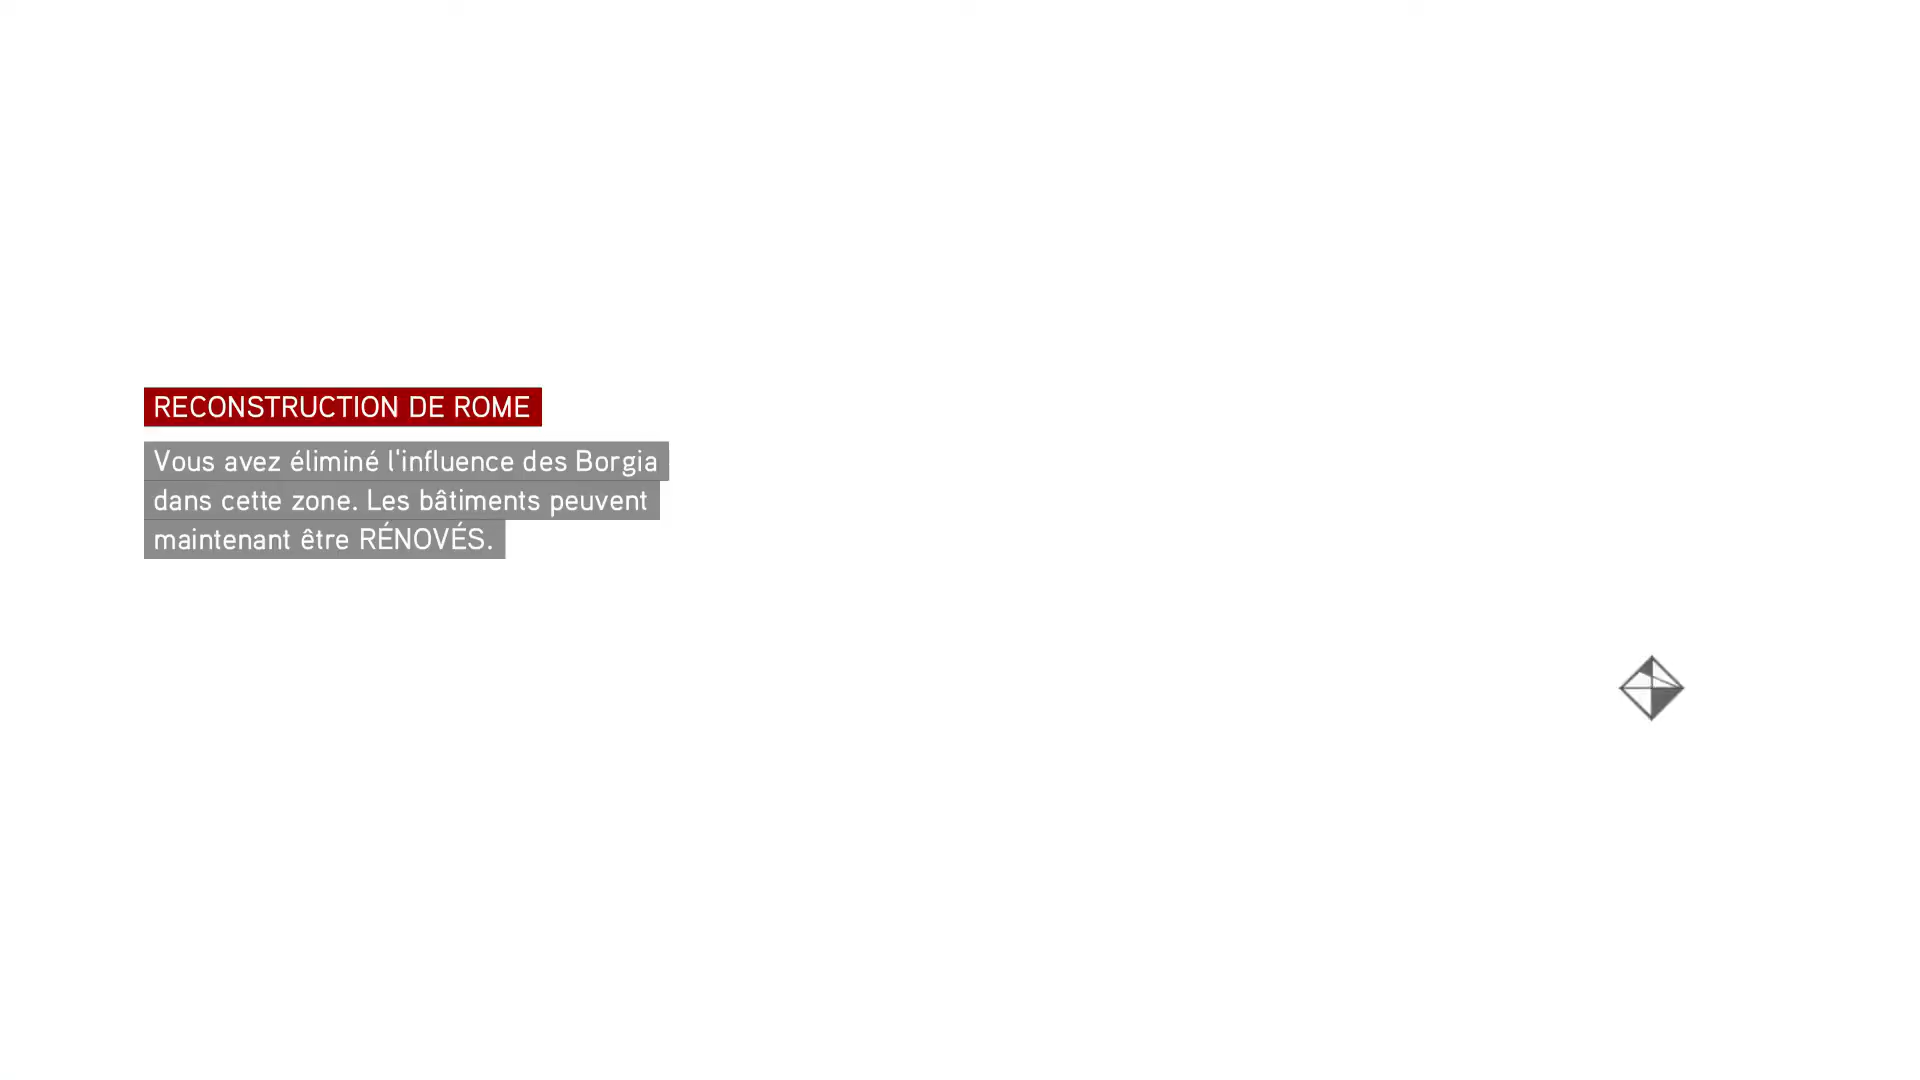 RECONSTRUCTION DE ROME
Vous avez éliminé l'influence des Borgia
dans cette zone. Les bâtiments peuvent
maintenant être RÉNOVÉS.